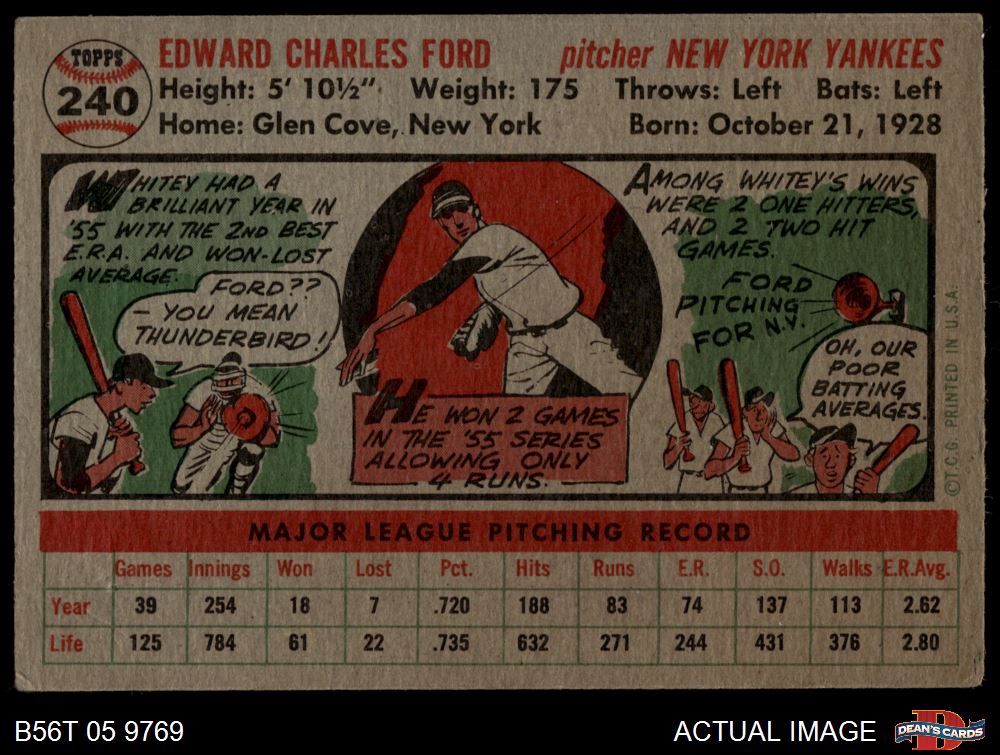 TOPPS
240
EDWARD CHARLES FORD pitcher NEW YORK YANKEES
Height: 5' 10½" Weight: 175 Throws: Left Bats: Left
Home: Glen Cove, New York Born: October 21, 1928
WHITEY HAD A
BRILLIANT YEAR IN
'55 WITH THE 2ND BEST
E.R.A. AND WON-LOST
AVERAGE.
FORD??
- YOU MEAN
THUNDERBIRD!
HE WON 2 GAMES
IN THE '55 SERIES
ALLOWING ONLY
4 RUNS.
AMONG WHITEY'S WINS
WERE 2 ONE HITTERS,
AND 2 TWO HIT
GAMES.
FORD
PITCHING
FOR N.Y.
OH, OUR
POOR
BATTING
AVERAGES.
©T.C.G. PRINTED IN U.S.A.
MAJOR LEAGUE PITCHING RECORD
Games Innings Won Lost Pct. Hits Runs E.R. S.O. Walks E.R.Avg.
Year 39 254 18 7 .720 188 83 74 137 113 2.62
Life 125 784 61 22 .735 632 271 244 431 376 2.80
B56T 05 9769 ACTUAL IMAGE
DEAN'S CARDS